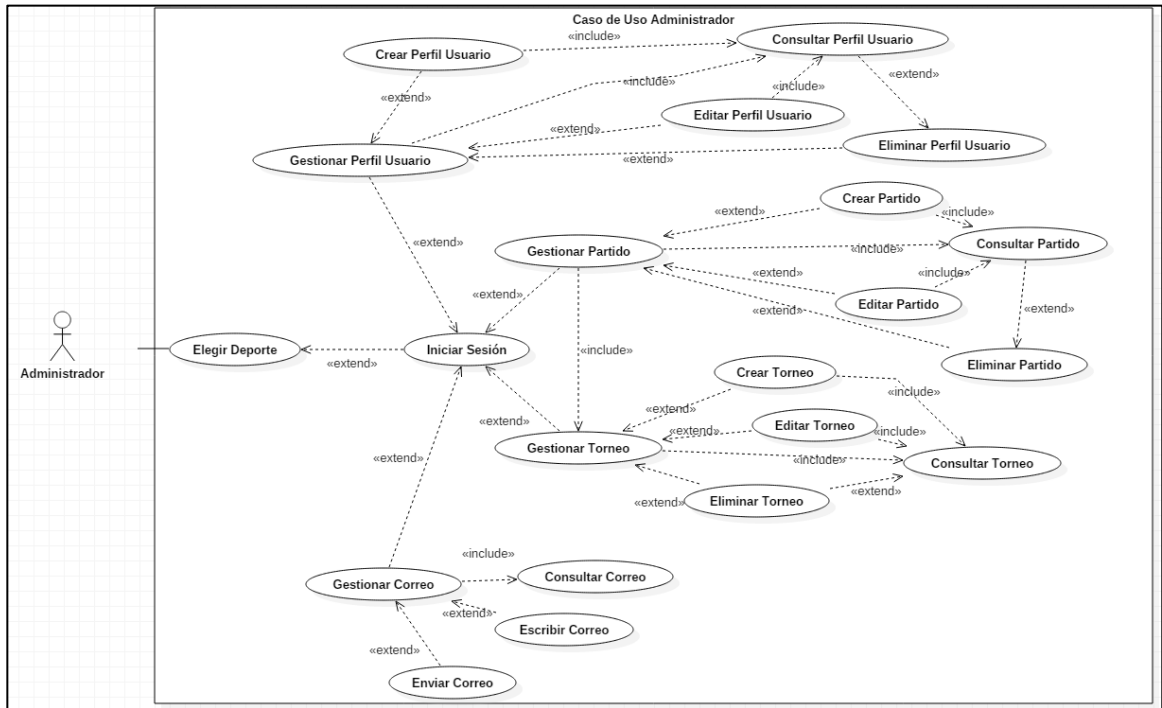 Caso de Uso Administrador
«include»
Crear Perfil Usuario
Consultar Perfil Usuario
«include»
«extend»
«include»
«extend»
Editar Perfil Usuario
«extend»
Gestionar Perfil Usuario
Eliminar Perfil Usuario
«extend»
Crear Partido
«extend»
«include»
«extend»
Gestionar Partido
«include»
Consultar Partido
«extend»
«include»
«extend»
Editar Partido
«extend»
«extend»
Administrador
Elegir Deporte
«extend»
Iniciar Sesión
«include»
Eliminar Partido
Crear Torneo
«include»
«extend»
«extend»
Editar Torneo
«extend»
«include»
Gestionar Torneo
«include»
Consultar Torneo
«extend»
Eliminar Torneo
«extend»
«extend»
«include»
Gestionar Correo
Consultar Correo
«extend»
Escribir Correo
«extend»
Enviar Correo